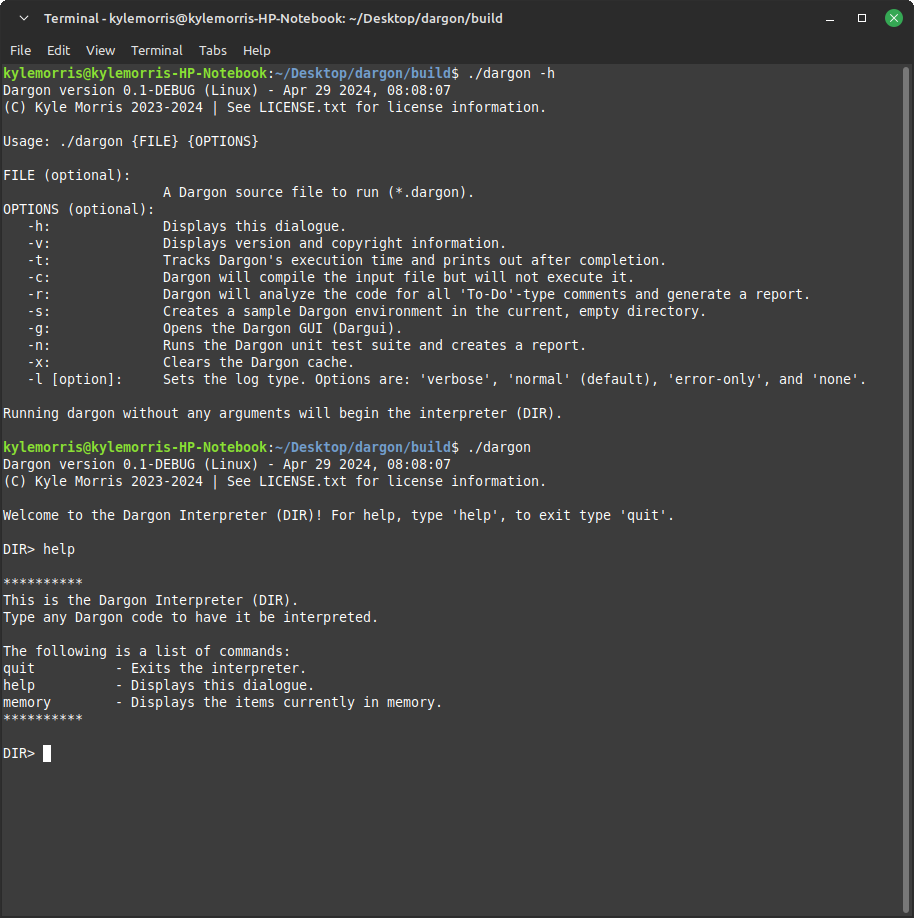 Terminal - kylemorris@kylemorris-HP-Notebook: ~/Desktop/dargon/build
File Edit View Terminal Tabs Help
kylemorris@kylemorris-HP-Notebook:~/Desktop/dargon/build$ ./dargon -h
Dargon version 0.1-DEBUG (Linux) - Apr 29 2024, 08:08:07
(C) Kyle Morris 2023-2024 | See LICENSE.txt for license information.
Usage: ./dargon {FILE} {OPTIONS}
FILE (optional):
A Dargon source file to run (*.dargon).
OPTIONS (optional):
-h: Displays this dialogue.
-v: Displays version and copyright information.
-t: Tracks Dargon's execution time and prints out after completion.
-c: Dargon will compile the input file but will not execute it.
-r: Dargon will analyze the code for all 'To-Do'-type comments and generate a report.
-s: Creates a sample Dargon environment in the current, empty directory.
-g: Opens the Dargon GUI (Dargui).
-n: Runs the Dargon unit test suite and creates a report.
-x: Clears the Dargon cache.
-l [option]: Sets the log type. Options are: 'verbose', 'normal' (default), 'error-only', and 'none'.
Running dargon without any arguments will begin the interpreter (DIR).
kylemorris@kylemorris-HP-Notebook:~/Desktop/dargon/build$ ./dargon
Dargon version 0.1-DEBUG (Linux) - Apr 29 2024, 08:08:07
(C) Kyle Morris 2023-2024 | See LICENSE.txt for license information.
Welcome to the Dargon Interpreter (DIR)! For help, type 'help', to exit type 'quit'.
DIR> help
**********
This is the Dargon Interpreter (DIR).
Type any Dargon code to have it be interpreted.
The following is a list of commands:
quit - Exits the interpreter.
help - Displays this dialogue.
memory - Displays the items currently in memory.
**********
DIR>